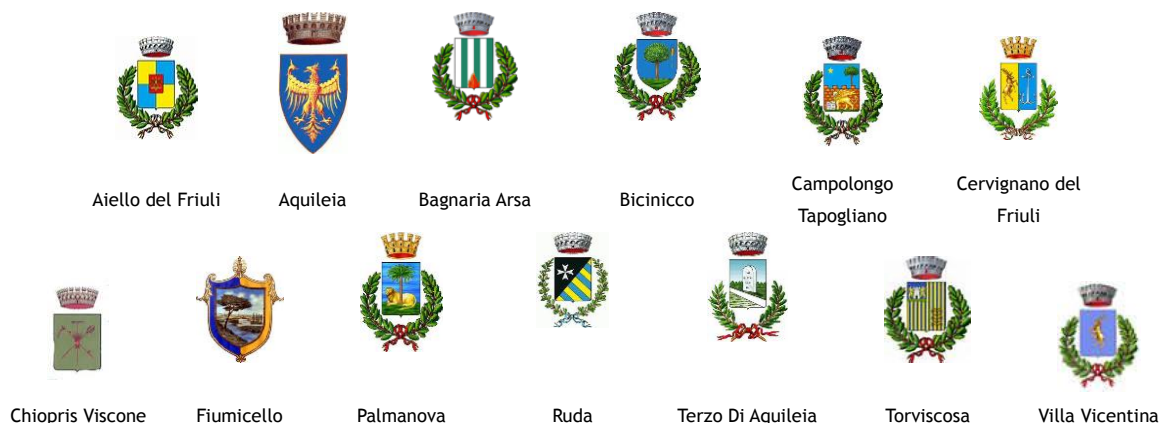 Aiello del Friuli
Aquileia
Bagnaria Arsa
Bicinicco
Campolongo
Tapogliano
Cervignano del
Friuli
Chiopris Viscone
Fiumicello
Palmanova
Ruda
Terzo Di Aquileia
Torviscosa
Villa Vicentina